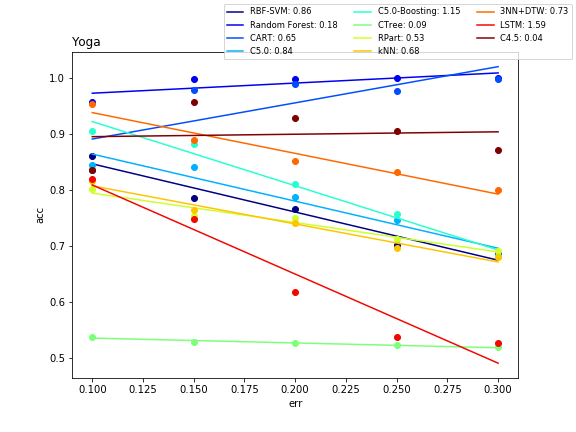 RBF-SVM: 0.86
Random Forest: 0.18
CART: 0.65
C5.0: 0.84
C5.0-Boosting: 1.15
CTree: 0.09
RPart: 0.53
kNN: 0.68
3NN+DTW: 0.73
LSTM: 1.59
C4.5: 0.04
Yoga
1.0
0.9
0.8
0.7
0.6
0.5
acc
0.100 0.125 0.150 0.175 0.200 0.225 0.250 0.275 0.300
err